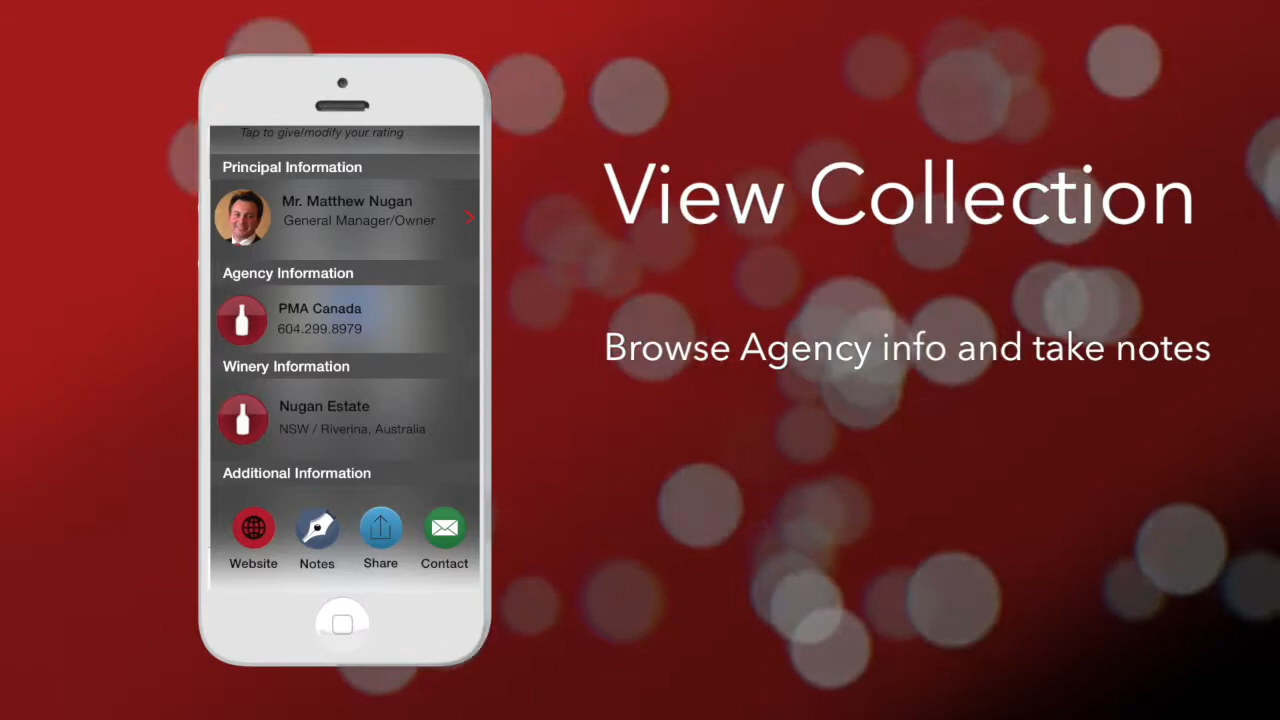 Tap to give/modify your rating
Principal Information
Mr. Matthew Nugan
General Manager/Owner
Agency Information
PMA Canada
604.299.8979
Winery Information
Nugan Estate
NSW / Riverina, Australia
Additional Information
Website
Notes
Share
Contact
View Collection
Browse Agency info and take notes